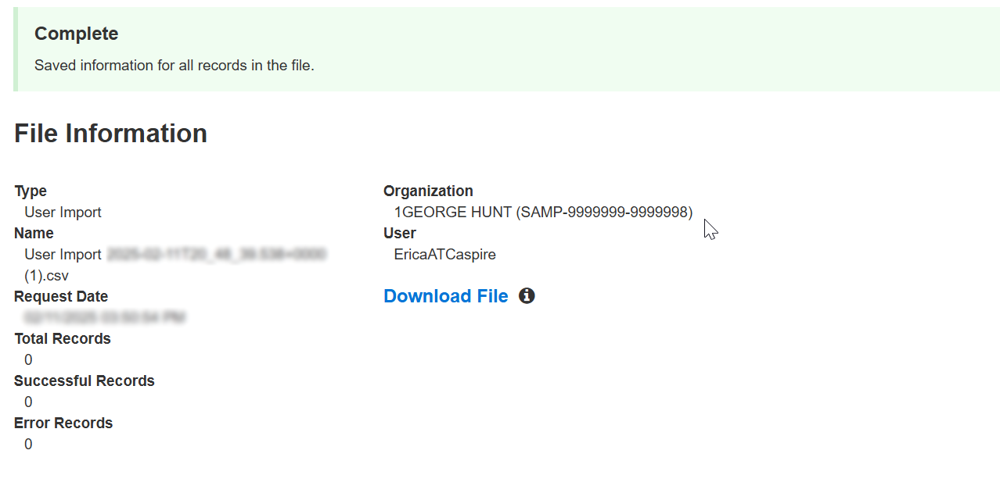 Complete
Saved information for all records in the file.
File Information
Type
User Import
Name
User Import
(1).csv
Request Date
Total Records
0
Successful Records
0
Error Records
0
Organization
1GEORGE HUNT (SAMP-9999999-9999998)
User
EricaATCaspire
Download File